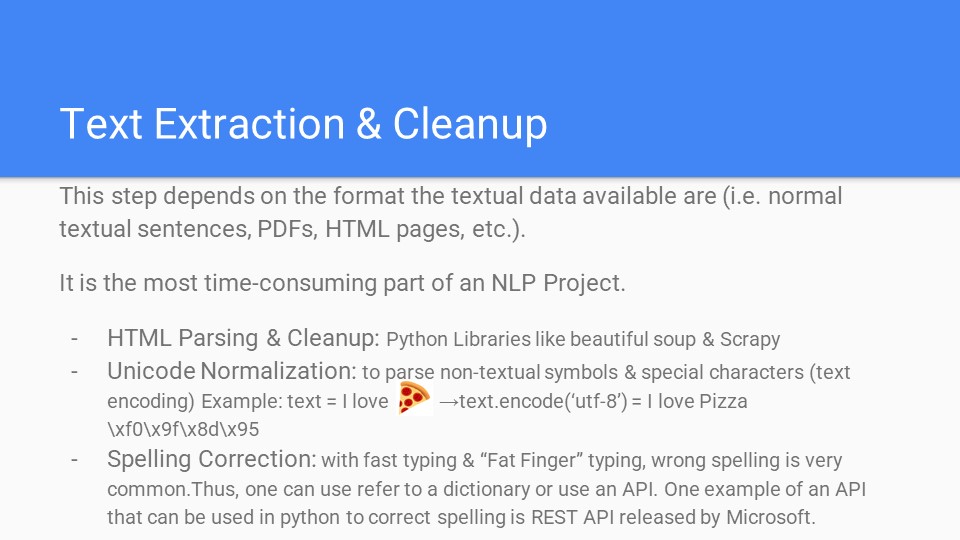 Text Extraction & Cleanup
This step depends on the format the textual data available are (i.e. normal
textual sentences, PDFs, HTML pages, etc.).
It is the most time-consuming part of an NLP Project.
- HTML Parsing & Cleanup: Python Libraries like beautiful soup & Scrapy
- Unicode Normalization: to parse non-textual symbols & special characters (text
encoding) Example: text = I love 🍕 →text.encode(‘utf-8’) = I love Pizza
\xf0\x9f\x8d\x95
- Spelling Correction: with fast typing & “Fat Finger” typing, wrong spelling is very
common.Thus, one can use refer to a dictionary or use an API. One example of an API
that can be used in python to correct spelling is REST API released by Microsoft.